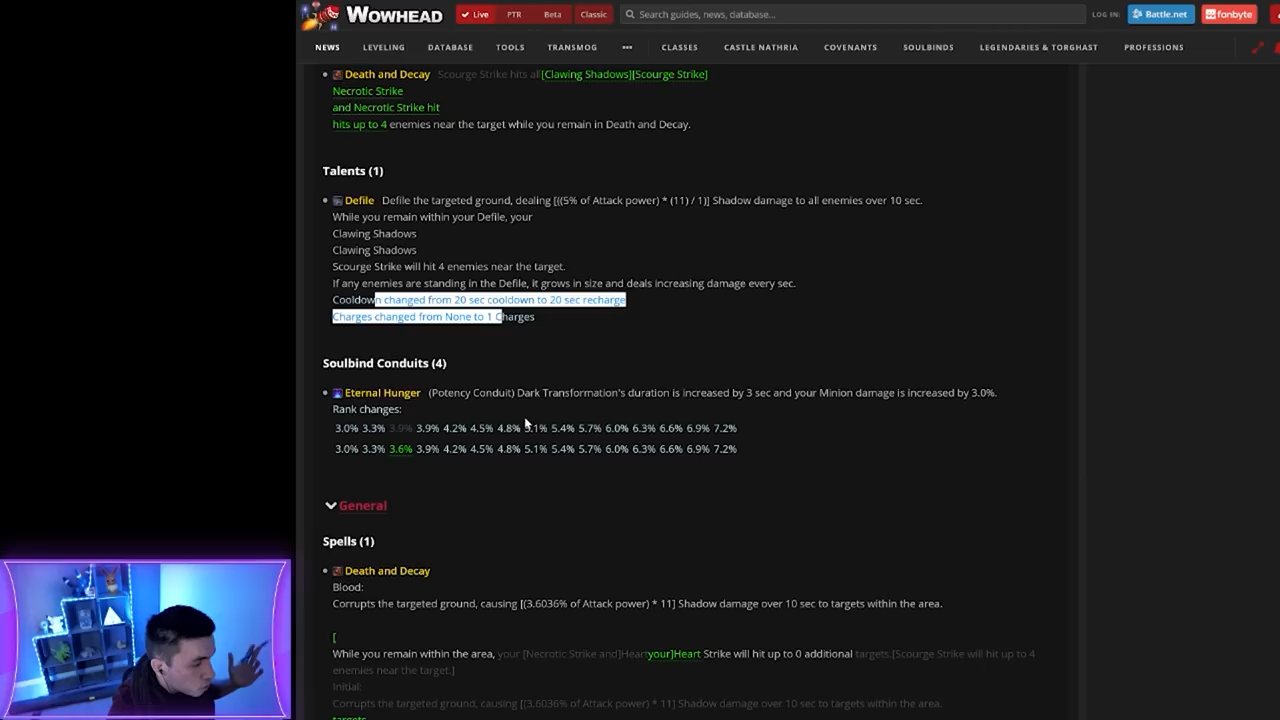 WOWHEAD
Live PTR Beta Classic Search guides, news, database... LOG IN: Battle.net fonbyte
NEWS LEVELING DATABASE TOOLS TRANSMOG ••• CLASSES CASTLE NATHRIA COVENANTS SOULBINDS LEGENDARIES & TORGHAST PROFESSIONS
Death and Decay Scourge Strike hits all[Clawing Shadows][Scourge Strike]
Necrotic Strike
and Necrotic Strike hit
hits up to 4 enemies near the target while you remain in Death and Decay.
Talents (1)
Defile Defile the targeted ground, dealing [((5% of Attack power) * (11) / 1)] Shadow damage to all enemies over 10 sec.
While you remain within your Defile, your
Clawing Shadows
Clawing Shadows
Scourge Strike will hit 4 enemies near the target.
If any enemies are standing in the Defile, it grows in size and deals increasing damage every sec.
Cooldown changed from 20 sec cooldown to 20 sec recharge
Charges changed from None to 1 Charges
Soulbind Conduits (4)
Eternal Hunger (Potency Conduit) Dark Transformation's duration is increased by 3 sec and your Minion damage is increased by 3.0%.
Rank changes:
3.0% 3.3% 3.9% 3.9% 4.2% 4.5% 4.8% 5.1% 5.4% 5.7% 6.0% 6.3% 6.6% 6.9% 7.2%
3.0% 3.3% 3.6% 3.9% 4.2% 4.5% 4.8% 5.1% 5.4% 5.7% 6.0% 6.3% 6.6% 6.9% 7.2%
General
Spells (1)
Death and Decay
Blood:
Corrupts the targeted ground, causing [(3.6036% of Attack power) * 11] Shadow damage over 10 sec to targets within the area.
[
While you remain within the area, your [Necrotic Strike and]Heartyour]Heart Strike will hit up to 0 additional targets.[Scourge Strike will hit up to 4
enemies near the target.]
Initial:
Corrupts the targeted ground, causing [(3.6036% of Attack power) * 11] Shadow damage over 10 sec to targets within the area.
targets